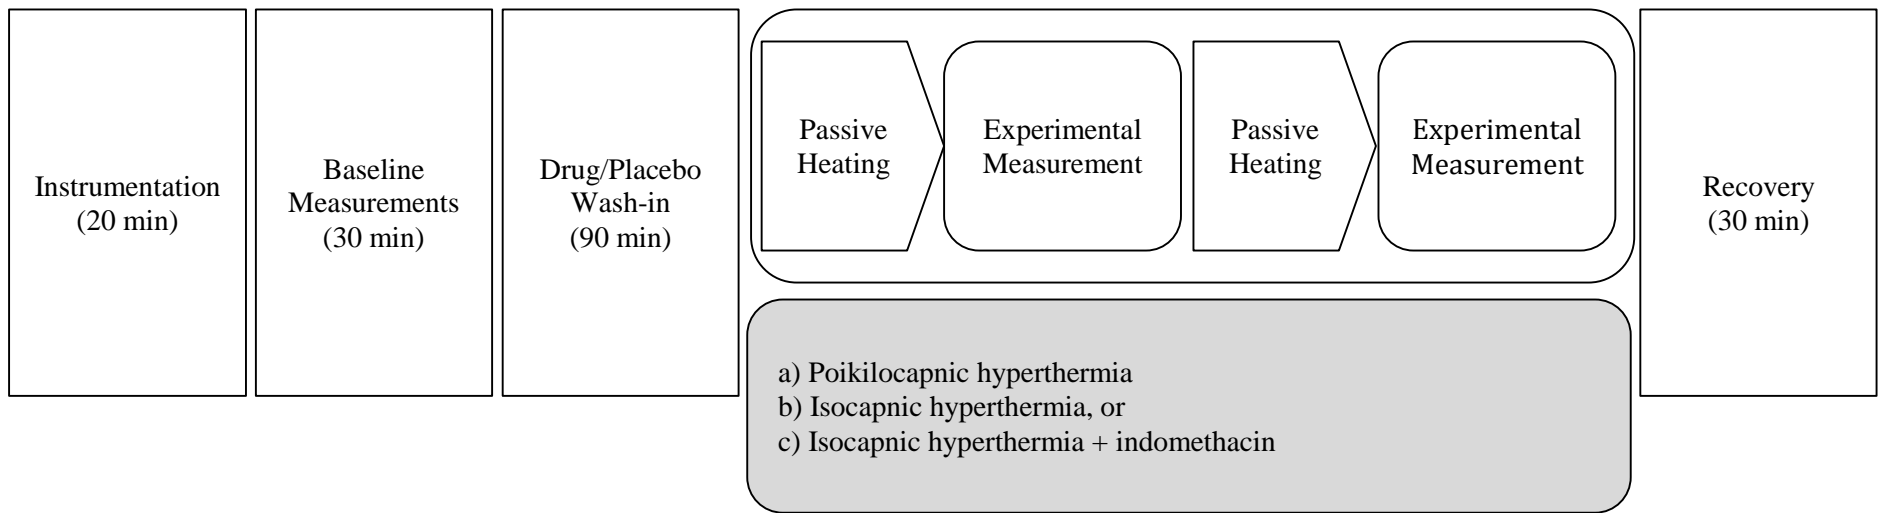 Instrumentation
(20 min)
Baseline
Measurements
(30 min)
Drug/Placebo
Wash-in
(90 min)
Passive
Heating
Experimental
Measurement
Passive
Heating
Experimental
Measurement
Recovery
(30 min)
a) Poikilocapnic hyperthermia
b) Isocapnic hyperthermia, or
c) Isocapnic hyperthermia + indomethacin